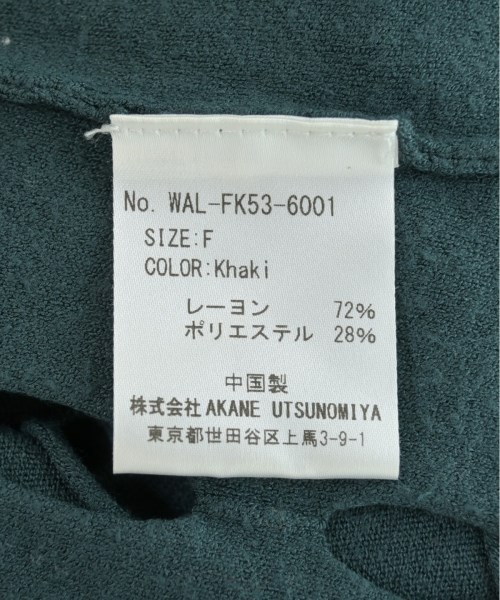 No. WAL-FK53-6001
SIZE:F
COLOR:Khaki
レーヨン 72%
ポリエステル 28%
中国製
株式会社AKANE UTSUNOMIYA
東京都世田谷区上馬3-9-1